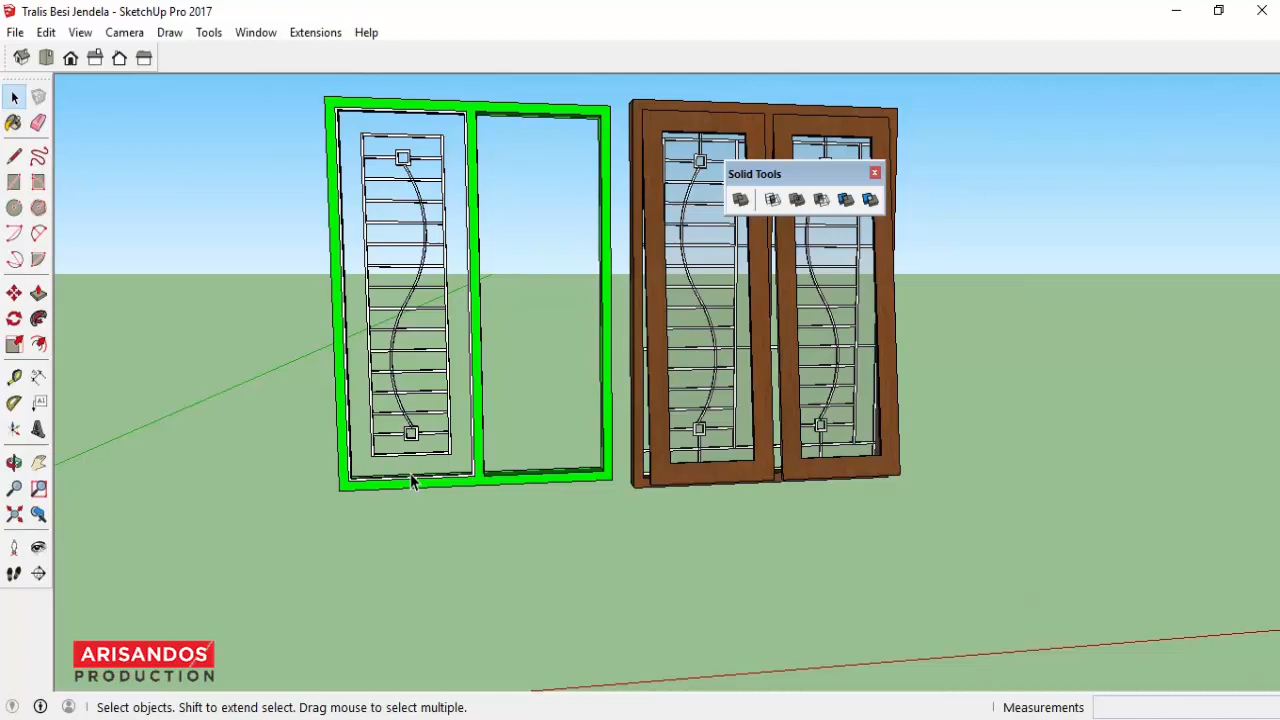 Tralis Besi Jendela - SketchUp Pro 2017
File Edit View Camera Draw Tools Window Extensions Help
Solid Tools
ARISANDOS
PRODUCTION
Select objects. Shift to extend select. Drag mouse to select multiple.
Measurements